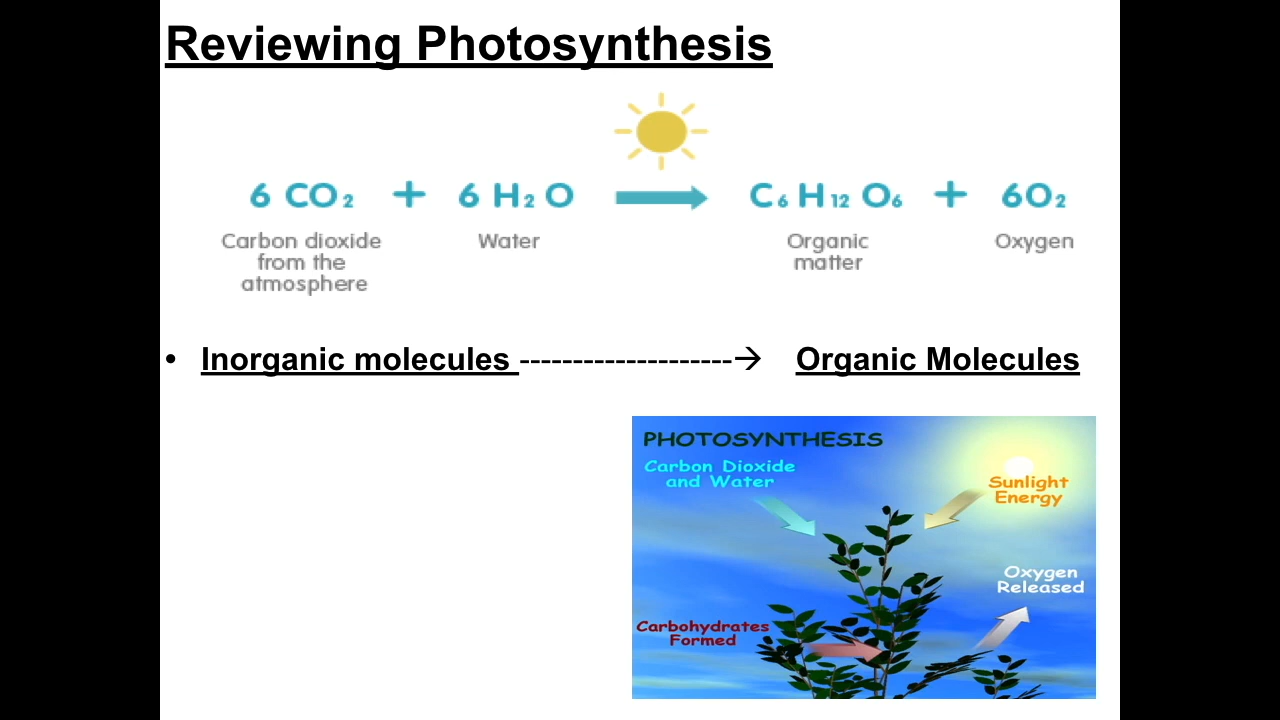 Reviewing Photosynthesis
6 CO₂ + 6 H₂ O → C₆ H₁₂ O₆ + 6O₂
Carbon dioxide from the atmosphere
Water
Organic matter
Oxygen
• Inorganic molecules --------------------→ Organic Molecules
PHOTOSYNTHESIS
Carbon Dioxide
and Water
Sunlight
Energy
Oxygen
Released
Carbohydrates
Formed